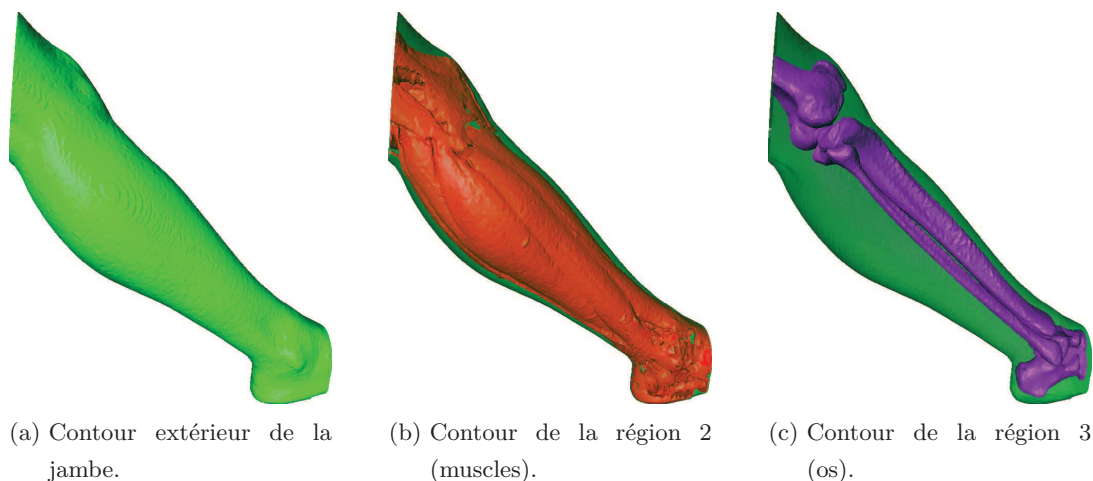 (a) Contour extérieur de la
jambe.
(b) Contour de la région 2
(muscles).
(c) Contour de la région 3
(os).